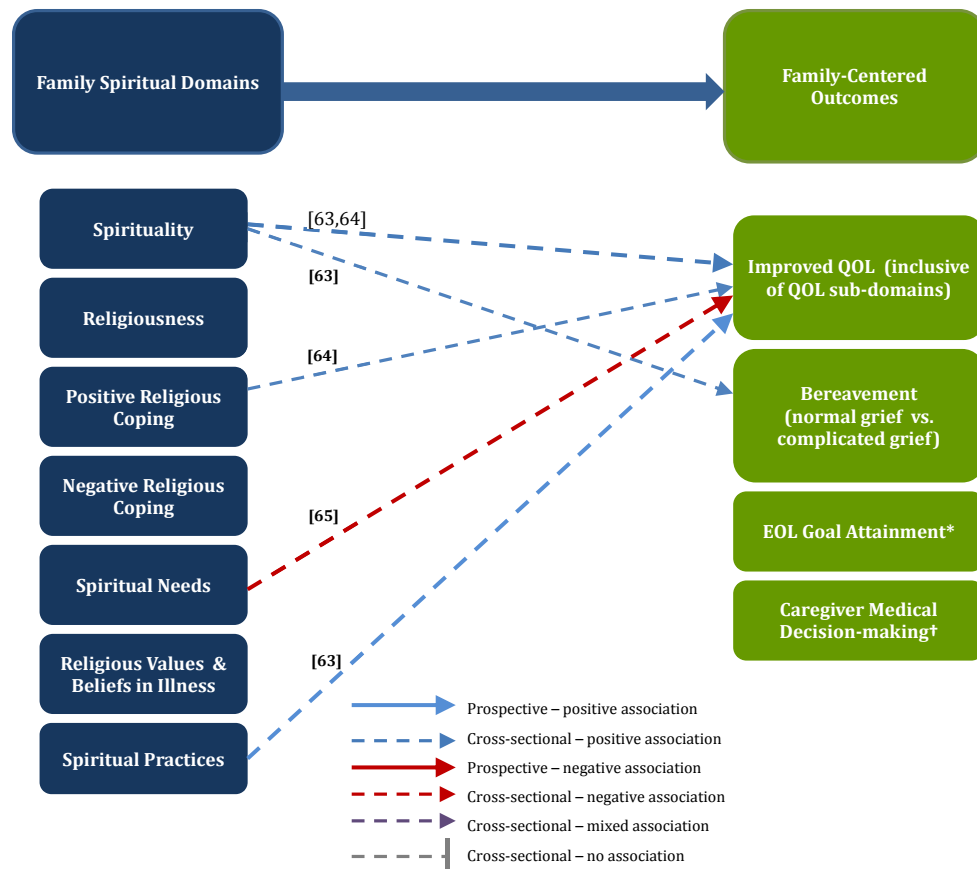 Family Spiritual Domains
Family-Centered
Outcomes
Spirituality
Religiousness
Positive Religious
Coping
Negative Religious
Coping
Spiritual Needs
Religious Values & 
Beliefs in Illness
Spiritual Practices
[63,64]
[63]
[64]
[65]
[63]
Improved QOL (inclusive
of QOL sub-domains)
Bereavement
(normal grief vs.
complicated grief)
EOL Goal Attainment*
Caregiver Medical
Decision-making†
Prospective – positive association
Cross-sectional – positive association
Prospective – negative association
Cross-sectional – negative association
Cross-sectional – mixed association
Cross-sectional – no association